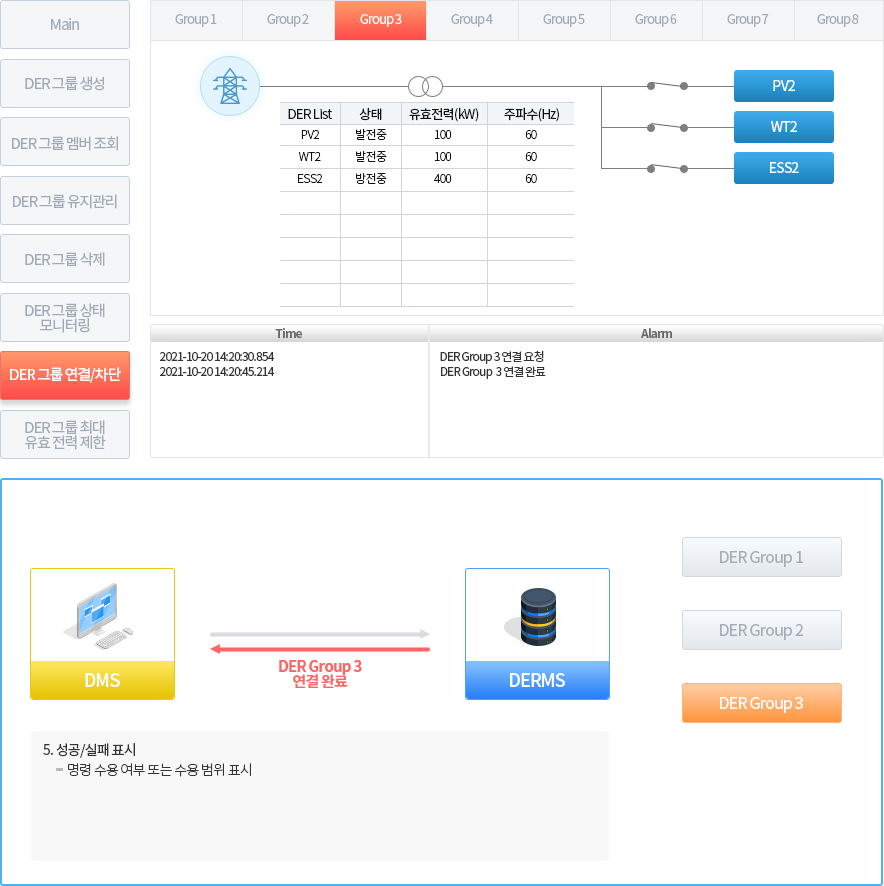 Main
DER 그룹 생성
DER 그룹 멤버 조회
DER 그룹 유지관리
DER 그룹 삭제
DER 그룹 상태
모니터링
DER 그룹 연결/차단
DER 그룹 최대
유효 전력 제한
Group 1 Group 2 Group 3 Group 4 Group 5 Group 6 Group 7 Group 8
DER List 상태 유효전력(kW) 주파수(Hz)
PV2 발전중 100 60
WT2 발전중 100 60
ESS2 방전중 400 60
PV2
WT2
ESS2
Time Alarm
2021-10-20 14:20:30.854 DER Group 3 연결 요청
2021-10-20 14:20:45.214 DER Group 3 연결 완료
DMS
DER Group 3
연결 완료
DERMS
DER Group 1
DER Group 2
DER Group 3
5. 성공/실패 표시
– 명령 수용 여부 또는 수용 범위 표시